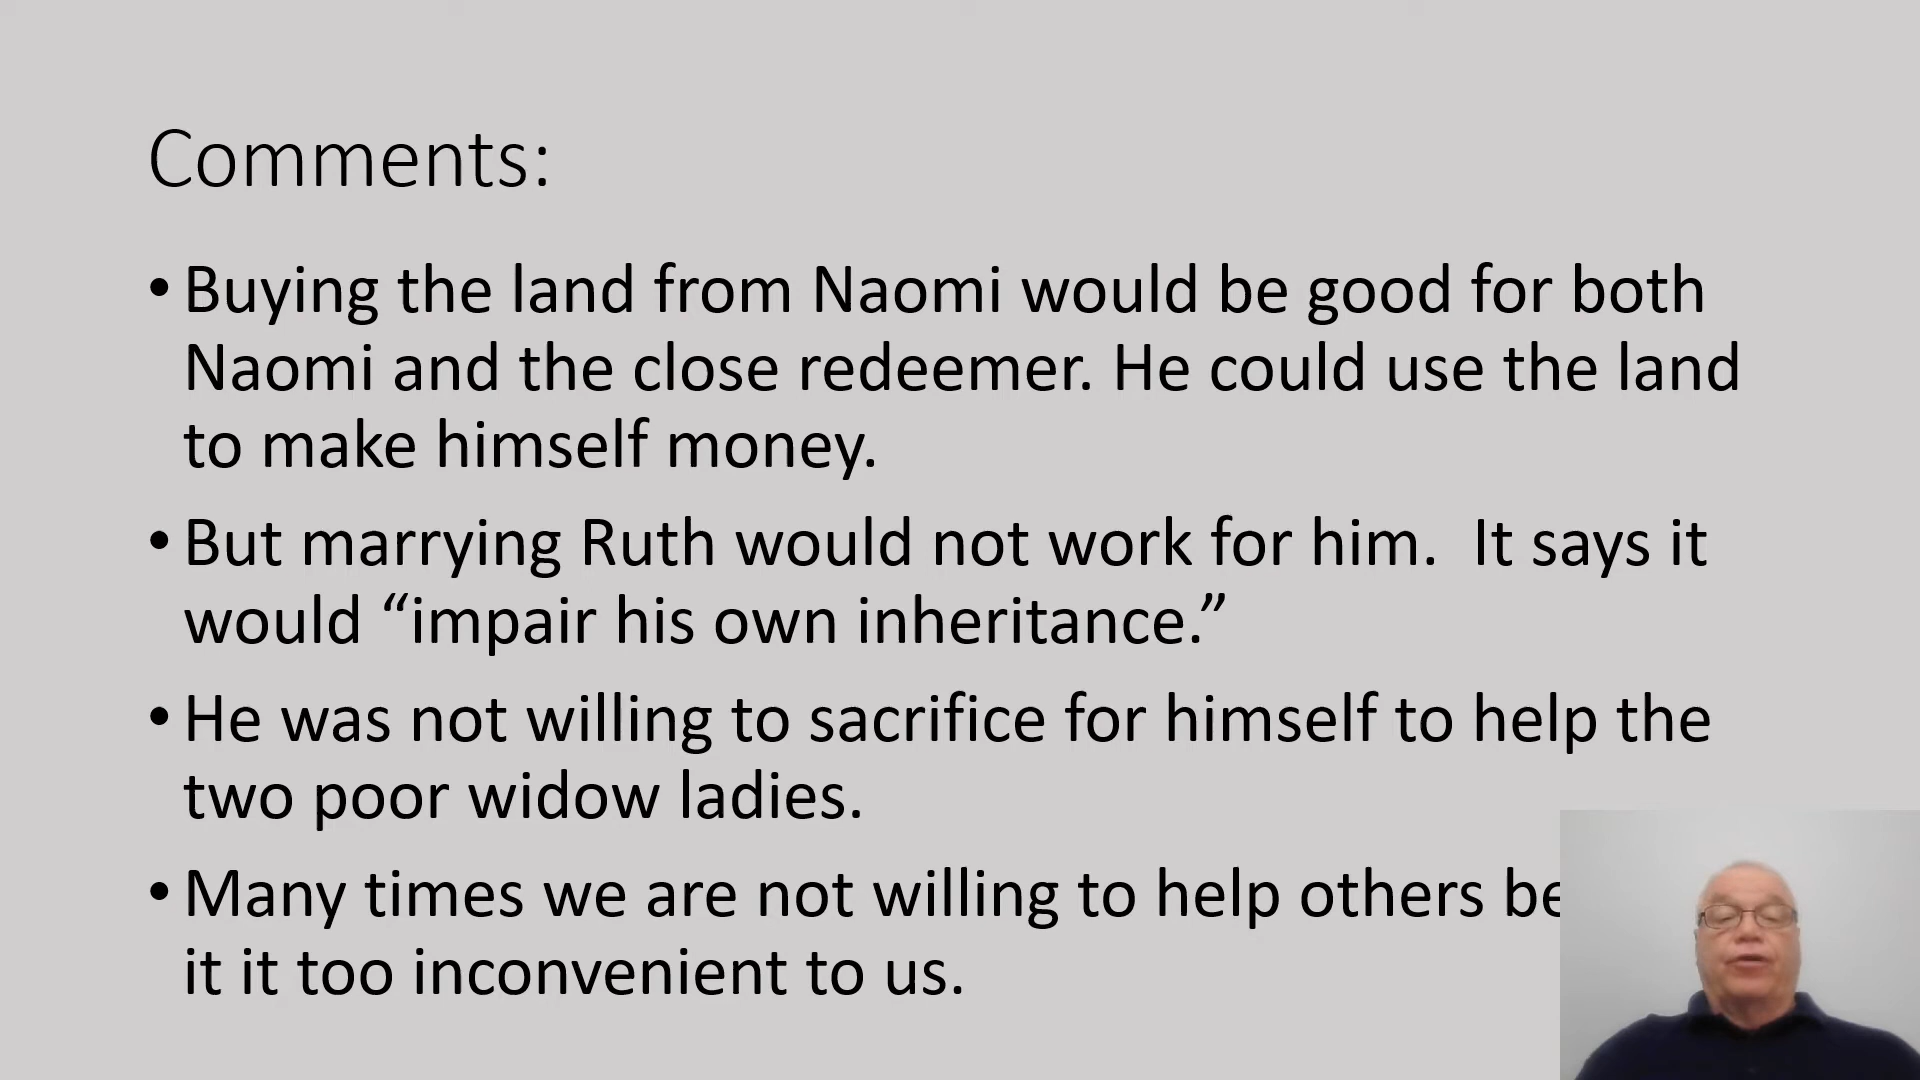 Comments:
• Buying the land from Naomi would be good for both
Naomi and the close redeemer. He could use the land
to make himself money.
• But marrying Ruth would not work for him.  It says it
would “impair his own inheritance.”
• He was not willing to sacrifice for himself to help the
two poor widow ladies.
• Many times we are not willing to help others
it it too inconvenient to us.